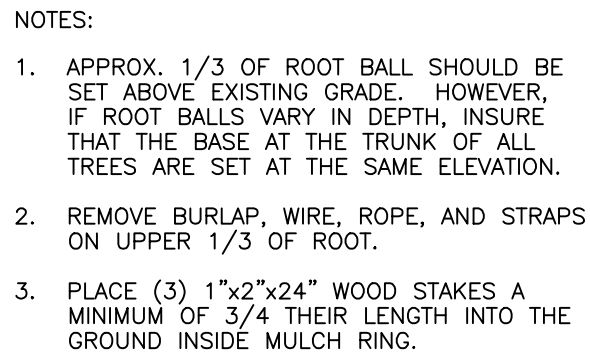 NOTES:
1. APPROX. 1/3 OF ROOT BALL SHOULD BE
SET ABOVE EXISTING GRADE. HOWEVER,
IF ROOT BALLS VARY IN DEPTH, INSURE
THAT THE BASE AT THE TRUNK OF ALL
TREES ARE SET AT THE SAME ELEVATION.
2. REMOVE BURLAP, WIRE, ROPE, AND STRAPS
ON UPPER 1/3 OF ROOT.
3. PLACE (3) 1"x2"x24" WOOD STAKES A
MINIMUM OF 3/4 THEIR LENGTH INTO THE
GROUND INSIDE MULCH RING.